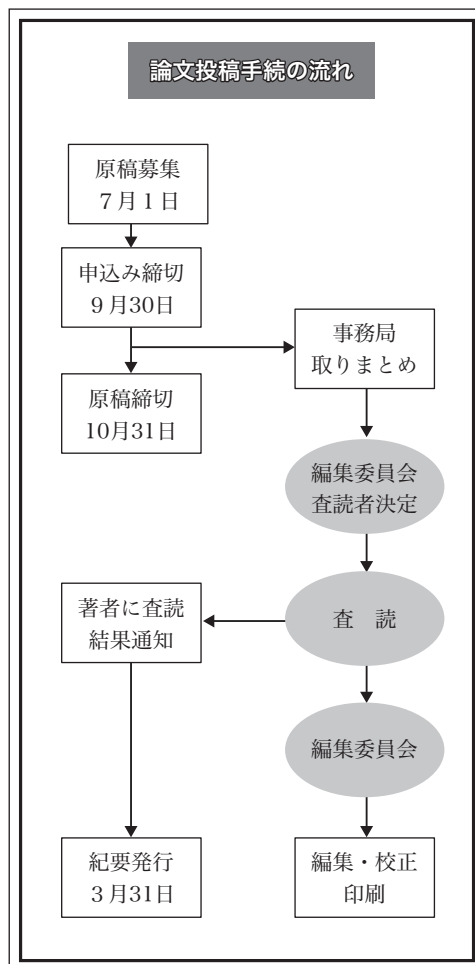 論文投稿手続の流れ
原稿募集
７月１日
申込み締切
９月30日
事務局
取りまとめ
原稿締切
10月31日
編集委員会
査読者決定
査　読
著者に査読
結果通知
編集委員会
紀要発行
３月31日
編集・校正
印刷